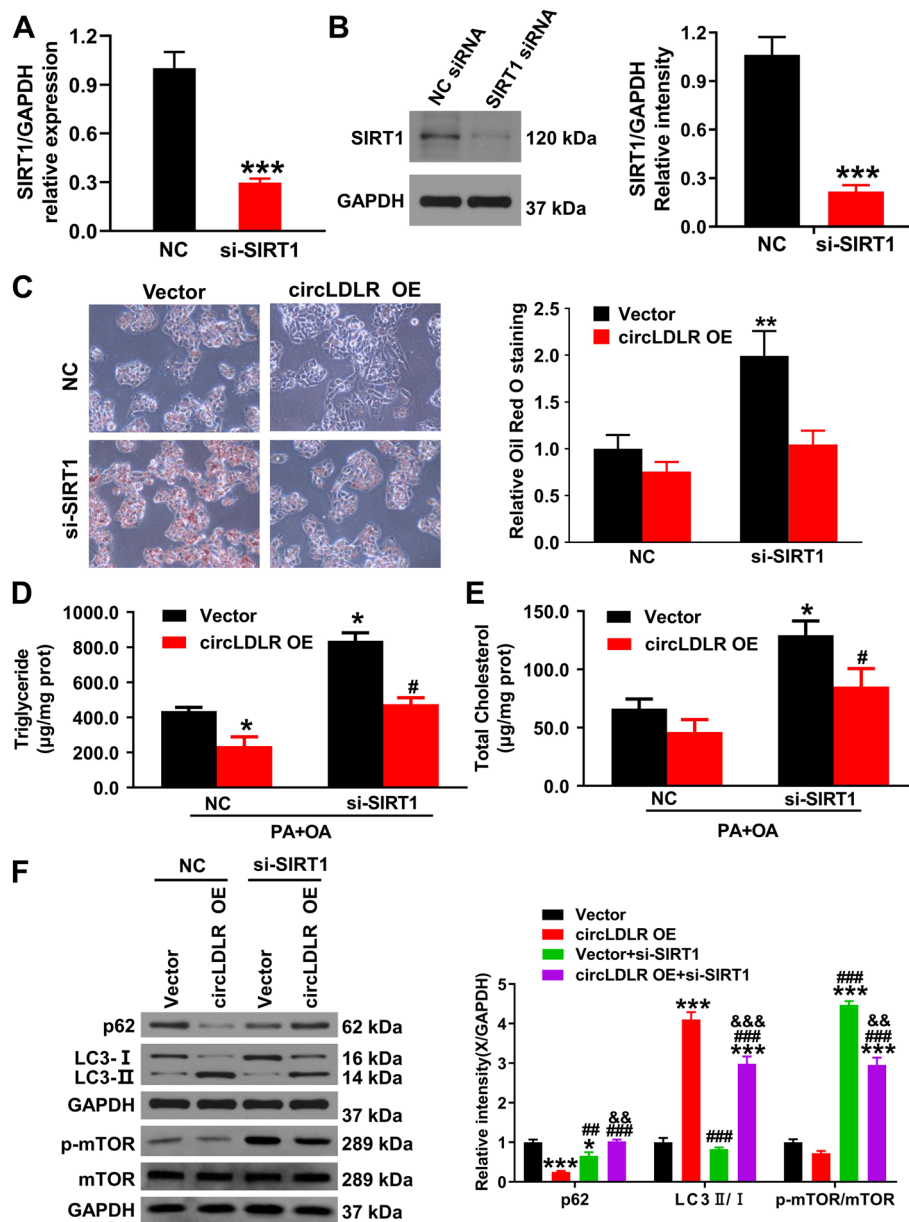 A
SIRT1/GAPDH
relative expression
1.2
0.9
0.6
0.3
0.0
***
NC
si-SIRT1
B
NC siRNA
SIRT1 siRNA
SIRT1
120 kDa
GAPDH
37 kDa
SIRT1/GAPDH
Relative intensity
1.2
0.9
0.6
0.3
0.0
***
NC
si-SIRT1
C
Vector
circLDLR OE
NC
si-SIRT1
Relative Oil Red O staining
2.5
2.0
1.5
1.0
0.5
0.0
Vector
circLDLR OE
**
NC
si-SIRT1
D
Triglyceride
(μg/mg prot)
1000.0
800.0
600.0
400.0
200.0
0.0
Vector
circLDLR OE
*
*
#
NC
si-SIRT1
PA+OA
E
Total Cholesterol
(μg/mg prot)
150.0
100.0
50.0
0.0
Vector
circLDLR OE
*
#
NC
si-SIRT1
PA+OA
F
NC
si-SIRT1
Vector
circLDLR OE
Vector
circLDLR OE
p62
62 kDa
LC3-Ⅰ
16 kDa
LC3-Ⅱ
14 kDa
GAPDH
37 kDa
p-mTOR
289 kDa
mTOR
289 kDa
GAPDH
37 kDa
Vector
circLDLR OE
Vector+si-SIRT1
circLDLR OE+si-SIRT1
Relative intensity(X/GAPDH)
5
4
3
2
1
0
***
##
*
&&
###
***
###
&&&
###
***
###
***
&&
###
***
p62
LC3 Ⅱ/Ⅰ
p-mTOR/mTOR